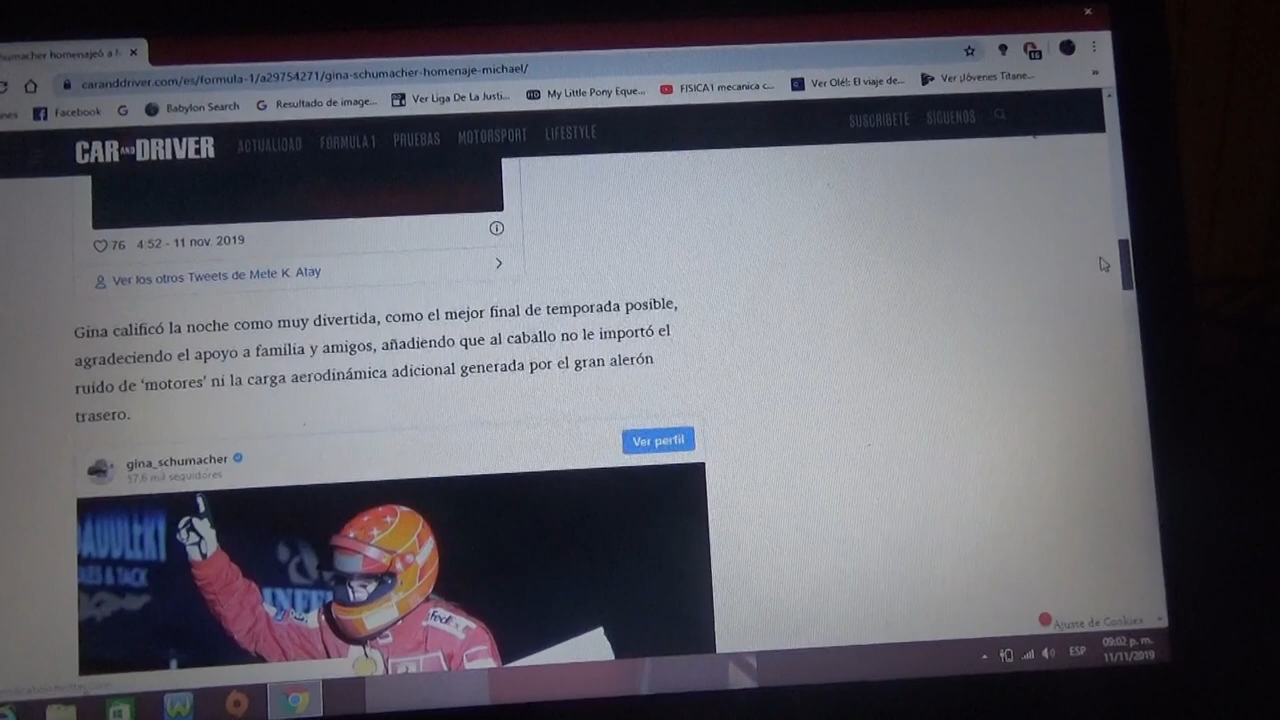 umacher homenajeó a
caranddriver.com/es/formula-1/a29754271/gina-schumacher-homenaje-michael/
Facebook
Babylon Search
Resultado de image...
Ver Liga De La Justi...
My Little Pony Eque...
FISICA1 mecanica c...
Ver Olé!: El viaje de...
Ver ¡Jóvenes Titane...
CAR AND DRIVER
ACTUALIDAD FÓRMULA 1 PRUEBAS MOTORSPORT LIFESTYLE
SUSCRÍBETE SÍGUENOS
76 4:52 - 11 nov. 2019
Ver los otros Tweets de Mete K. Atay
Gina calificó la noche como muy divertida, como el mejor final de temporada posible,
agradeciendo el apoyo a familia y amigos, añadiendo que al caballo no le importó el
ruido de 'motores' ni la carga aerodinámica adicional generada por el gran alerón
trasero.
gina_schumacher
57,6 mil seguidores
Ver perfil
FedEx
Ajuste de Cookies
ESP
09:02 p. m.
11/11/2019